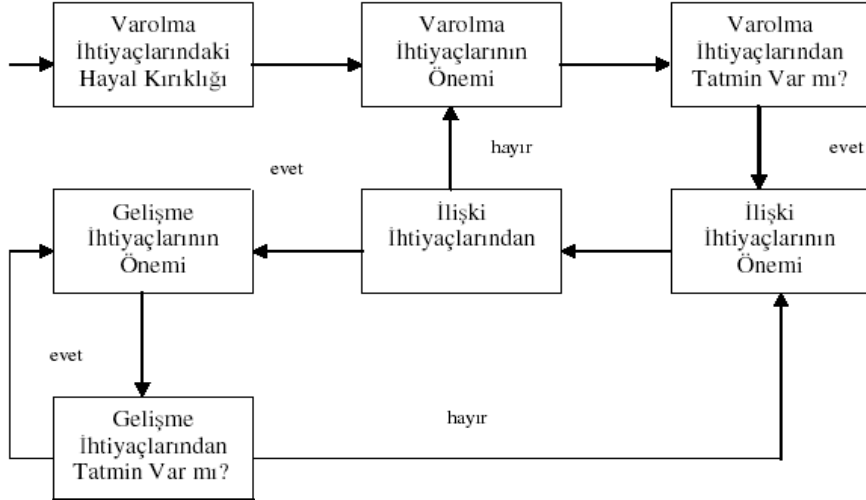 Varolma
İhtiyaçlarındaki
Hayal Kırıklığı
Varolma
İhtiyaçlarının
Önemi
Varolma
İhtiyaçlarından
Tatmin Var mı?
hayır
evet
evet
Gelişme
İhtiyaçlarının
Önemi
İlişki
İhtiyaçlarından
İlişki
İhtiyaçlarının
Önemi
evet
Gelişme
İhtiyaçlarından
Tatmin Var mı?
hayır